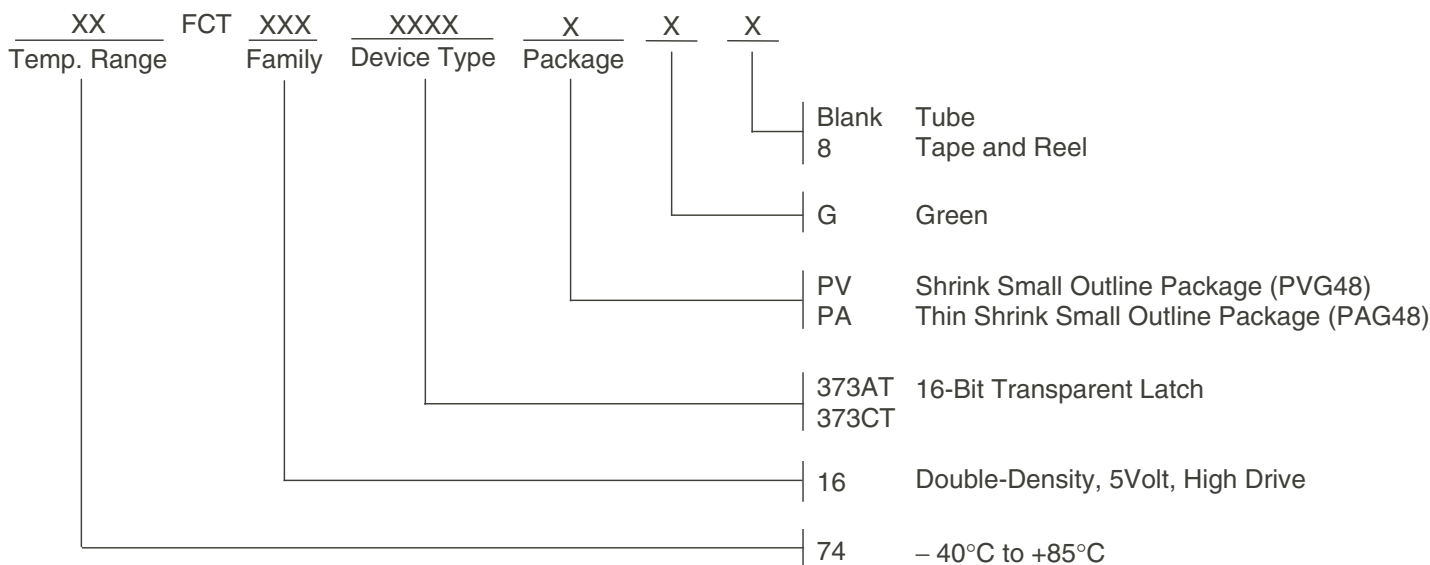 XX FCT XXX XXXX X X X
Temp. Range Family Device Type Package
Blank Tube
8 Tape and Reel
G Green
PV Shrink Small Outline Package (PVG48)
PA Thin Shrink Small Outline Package (PAG48)
373AT 16-Bit Transparent Latch
373CT
16 Double-Density, 5Volt, High Drive
74 – 40°C to +85°C